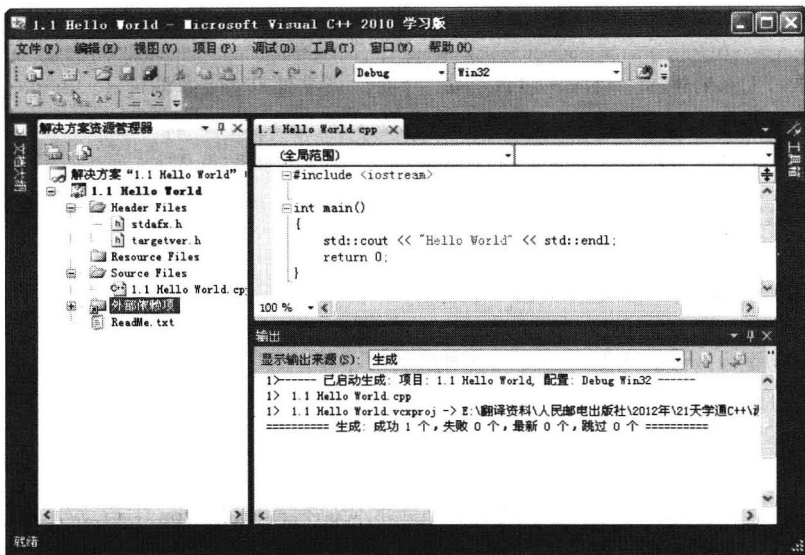 1.1 Hello World - Microsoft Visual C++ 2010 学习版
文件(F) 编辑(E) 视图(V) 项目(P) 调试(D) 工具(T) 窗口(W) 帮助(H)
Debug Win32
文档大纲
解决方案资源管理器
解决方案“1.1 Hello World”
1.1 Hello World
Header Files
stdafx.h
targetver.h
Resource Files
Source Files
1.1 Hello World.cp
外部依赖项
ReadMe.txt
1.1 Hello World.cpp
(全局范围)
#include <iostream>
int main()
{
std::cout << "Hello World" << std::endl;
return 0;
}
100 %
工具箱
输出
显示输出来源(S): 生成
1>------ 已启动生成: 项目: 1.1 Hello World, 配置: Debug Win32 ------
1> 1.1 Hello World.cpp
1> 1.1 Hello World.vcxproj -> E:\翻译资料\人民邮电出版社\2012年\21天学通C++\
========== 生成: 成功 1 个，失败 0 个，最新 0 个，跳过 0 个 ==========
就绪